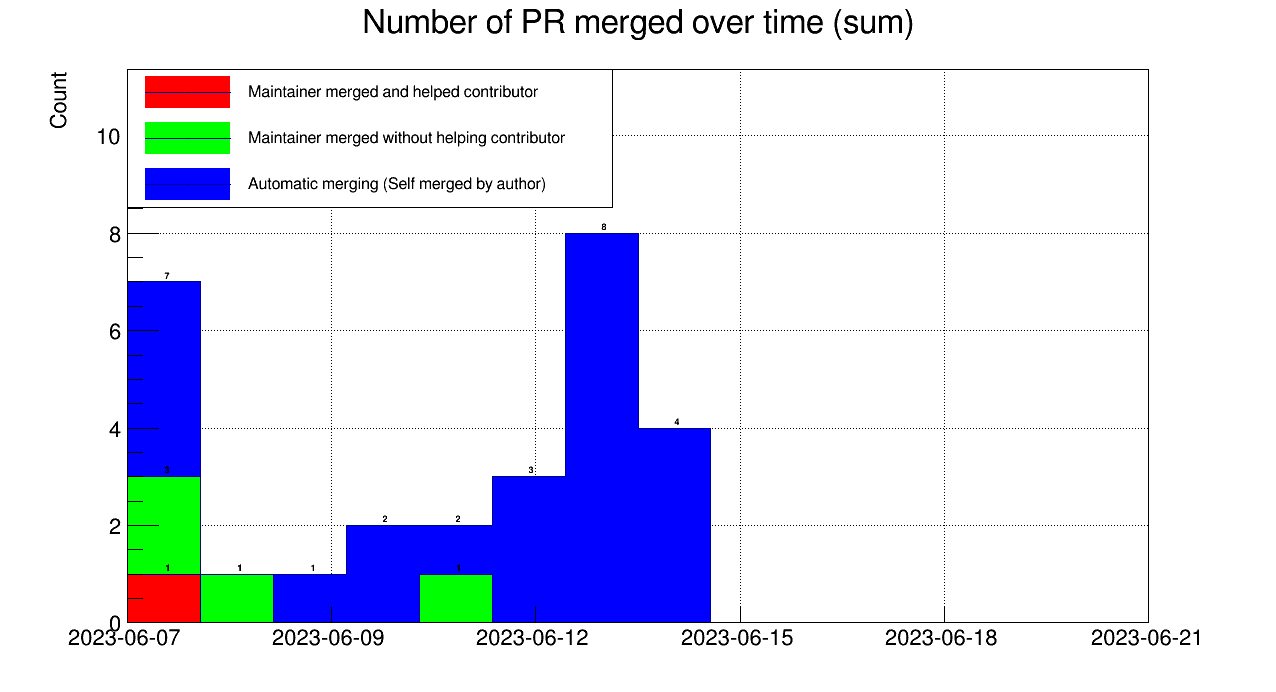 Number of PR merged over time (sum)
Count
Maintainer merged and helped contributor
Maintainer merged without helping contributor
Automatic merging (Self merged by author)
10
8
6
4
2
0
7
3
1
1
1
2
2
1
3
8
4
2023-06-07 2023-06-09 2023-06-12 2023-06-15 2023-06-18 2023-06-21